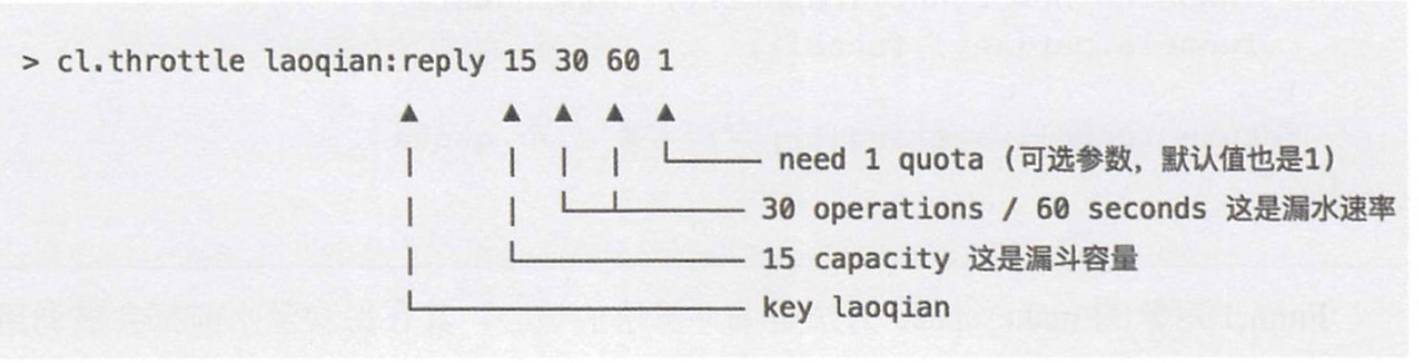 > cl.throttle laoqian:reply 15 30 60 1
need 1 quota (可选参数, 默认值也是1)
30 operations / 60 seconds 这是漏水速率
15 capacity 这是漏斗容量
key laoqian